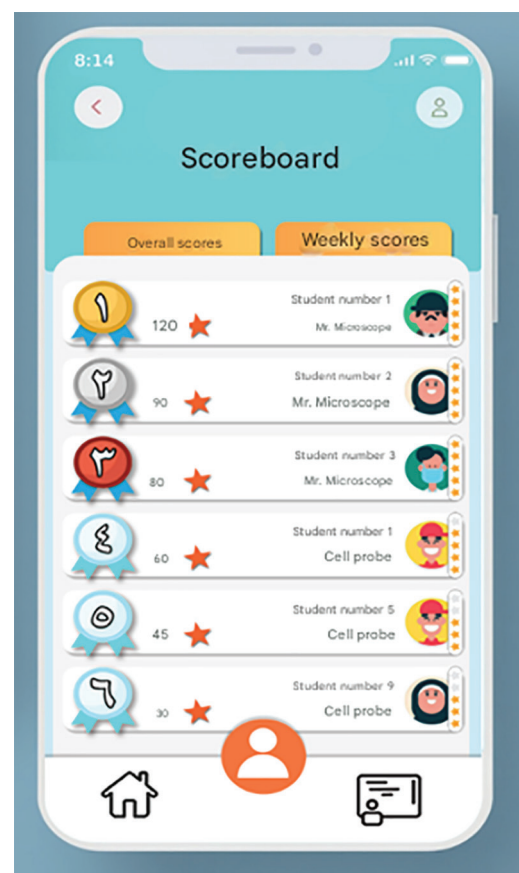 8:14
Scoreboard
Overall scores
Weekly scores
١
120
Student number 1
Mr. Microscope
٢
90
Student number 2
Mr. Microscope
٣
80
Student number 3
Mr. Microscope
٤
60
Student number 1
Cell probe
٥
45
Student number 5
Cell probe
٦
30
Student number 9
Cell probe